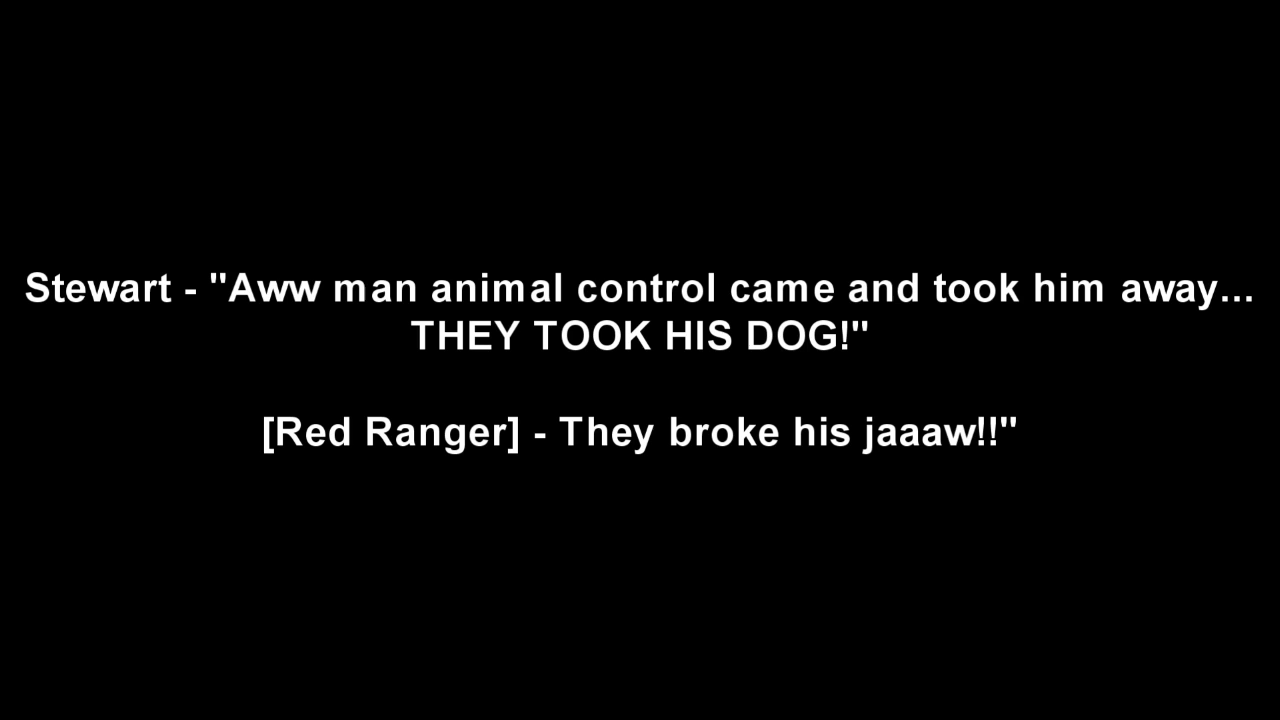 Stewart - "Aww man animal control came and took him away...
THEY TOOK HIS DOG!"
[Red Ranger] - They broke his jaaaw!!"